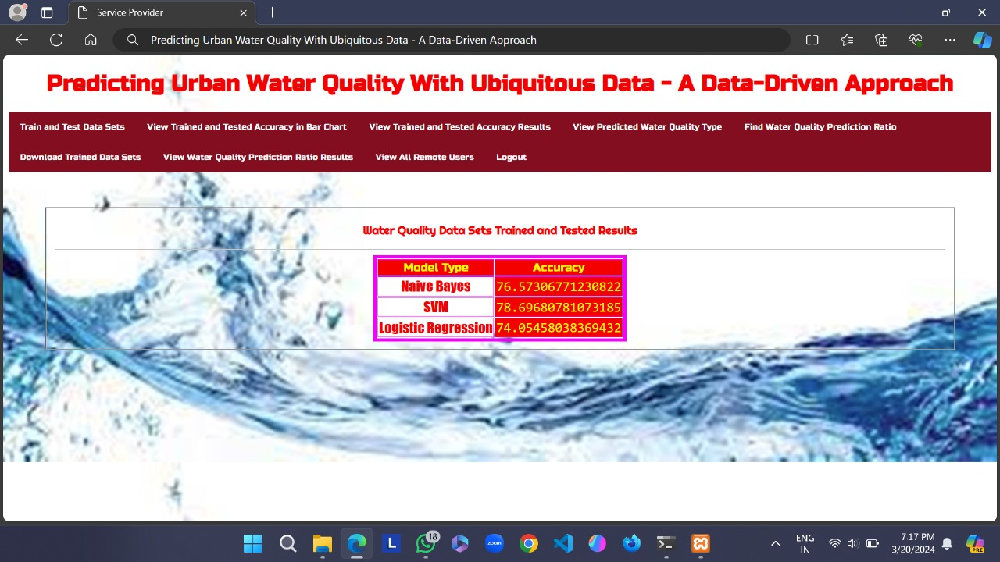 Service Provider
Predicting Urban Water Quality With Ubiquitous Data - A Data-Driven Approach
Predicting Urban Water Quality With Ubiquitous Data - A Data-Driven Approach
Train and Test Data Sets View Trained and Tested Accuracy in Bar Chart View Trained and Tested Accuracy Results View Predicted Water Quality Type Find Water Quality Prediction Ratio
Download Trained Data Sets View Water Quality Prediction Ratio Results View All Remote Users Logout
Water Quality Data Sets Trained and Tested Results
Model Type Accuracy
Naive Bayes 76.57306771230822
SVM 78.69680781073185
Logistic Regression 74.05458038369432
L 18 zoom ENG 7:17 PM PRE
IN 3/20/2024